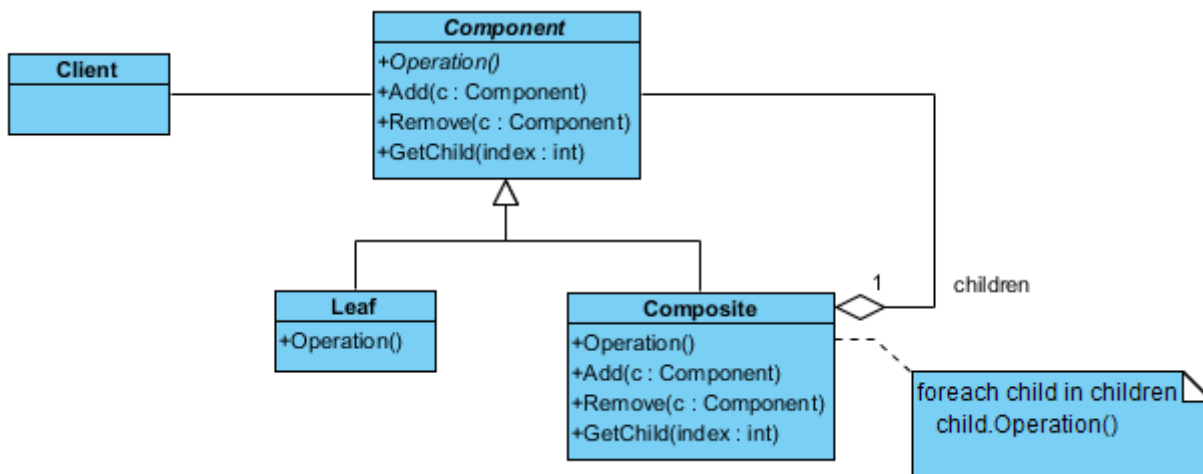 Component
+Operation()
+Add(c : Component)
+Remove(c : Component)
+GetChild(index : int)
Client
Leaf
+Operation()
Composite
+Operation()
+Add(c : Component)
+Remove(c : Component)
+GetChild(index : int)
1
children
foreach child in children
child.Operation()